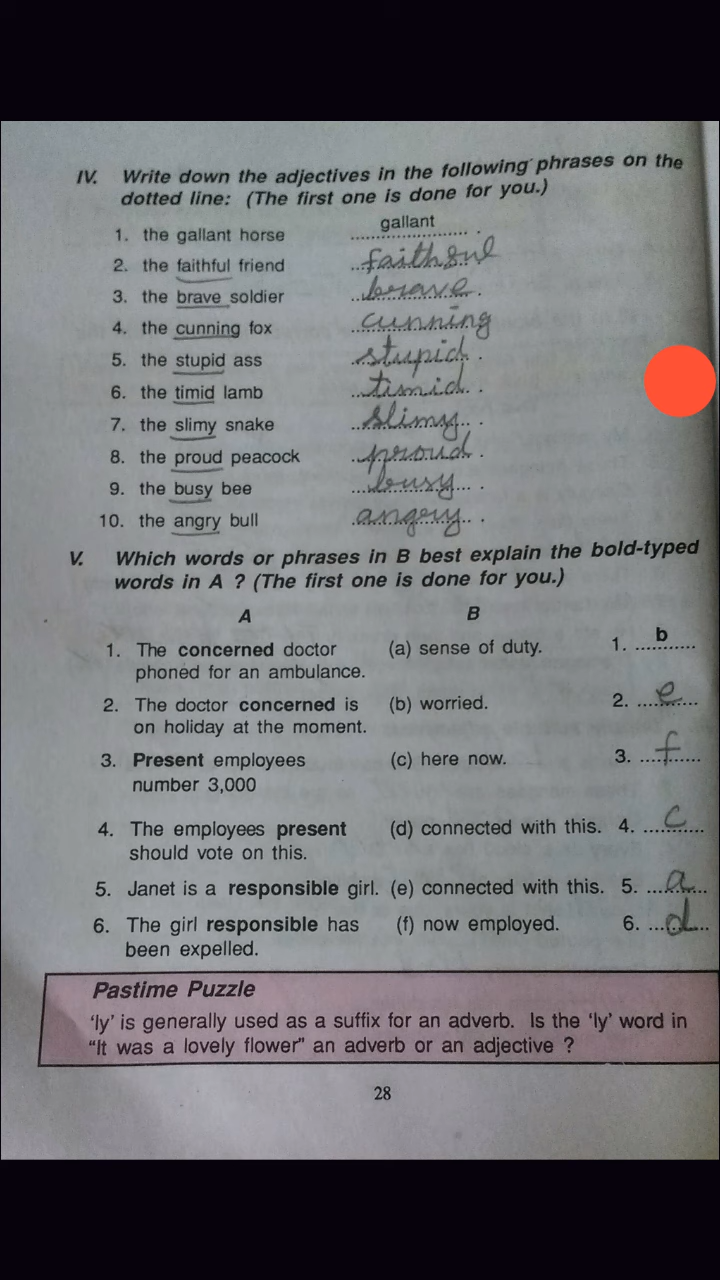 IV. Write down the adjectives in the following phrases on the
dotted line: (The first one is done for you.)
1. the gallant horse gallant
2. the faithful friend faithful
3. the brave soldier brave
4. the cunning fox cunning
5. the stupid ass stupid
6. the timid lamb timid
7. the slimy snake slimy
8. the proud peacock proud
9. the busy bee busy
10. the angry bull angry
V. Which words or phrases in B best explain the bold-typed
words in A ? (The first one is done for you.)
A B
1. The concerned doctor (a) sense of duty. 1. b
phoned for an ambulance.
2. The doctor concerned is (b) worried. 2. e
on holiday at the moment.
3. Present employees (c) here now. 3. f
number 3,000
4. The employees present (d) connected with this. 4. c
should vote on this.
5. Janet is a responsible girl. (e) connected with this. 5. a
6. The girl responsible has (f) now employed. 6. d
been expelled.
Pastime Puzzle
'ly' is generally used as a suffix for an adverb. Is the 'ly' word in
"It was a lovely flower" an adverb or an adjective ?
28